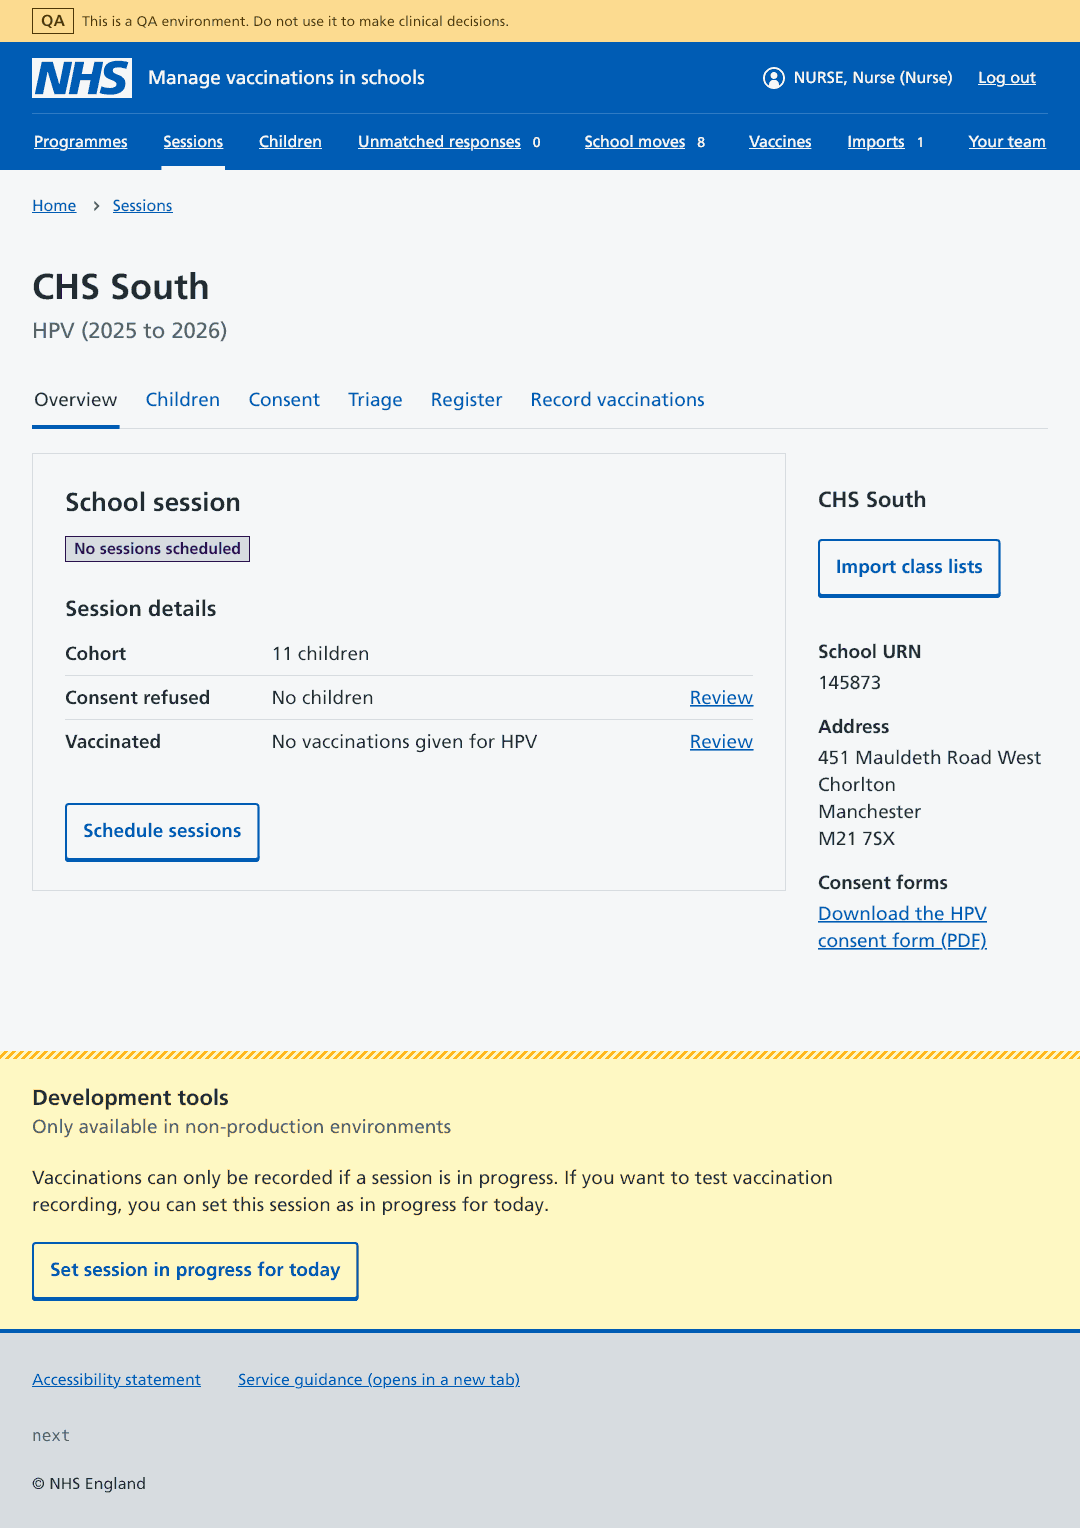 QA This is a QA environment. Do not use it to make clinical decisions.
NHS Manage vaccinations in schools NURSE, Nurse (Nurse) Log out
Programmes Sessions Children Unmatched responses 0 School moves 8 Vaccines Imports 1 Your team
Home Sessions
CHS South
HPV (2025 to 2026)
Overview Children Consent Triage Register Record vaccinations
School session
No sessions scheduled
Session details
Cohort 11 children
Consent refused No children Review
Vaccinated No vaccinations given for HPV Review
Schedule sessions
CHS South
Import class lists
School URN
145873
Address
451 Mauldeth Road West
Chorlton
Manchester
M21 7SX
Consent forms
Download the HPV
consent form (PDF)
Development tools
Only available in non-production environments
Vaccinations can only be recorded if a session is in progress. If you want to test vaccination
recording, you can set this session as in progress for today.
Set session in progress for today
Accessibility statement Service guidance (opens in a new tab)
next
© NHS England